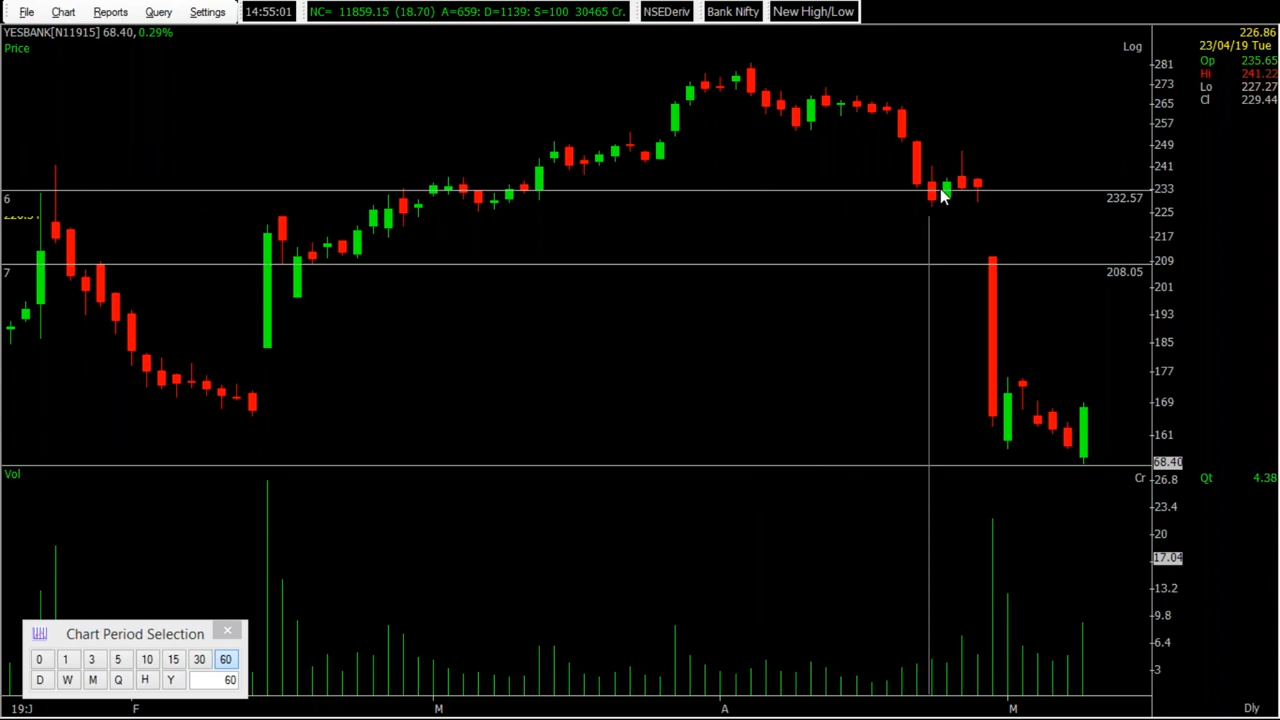 File Chart Reports Query Settings 14:55:01 NC= 11859.15 (18.70) A=659: D=1139: S=100 30465 Cr. NSEDeriv Bank Nifty New High/Low
YESBANK[N11915] 68.40, 0.29%
226.86
23/04/19 Tue
Price
Log
Op 235.65
Hi 241.22
Lo 227.27
Cl 229.44
281
273
265
257
249
241
233
225
217
209
201
193
185
177
169
161
68.40
6
232.57
7
208.05
Vol
Cr
Qt 4.38
26.8
23.4
20
17.04
13.2
9.8
6.4
3
Chart Period Selection
0 1 3 5 10 15 30 60
D W M Q H Y 60
19:J F M A M Dly